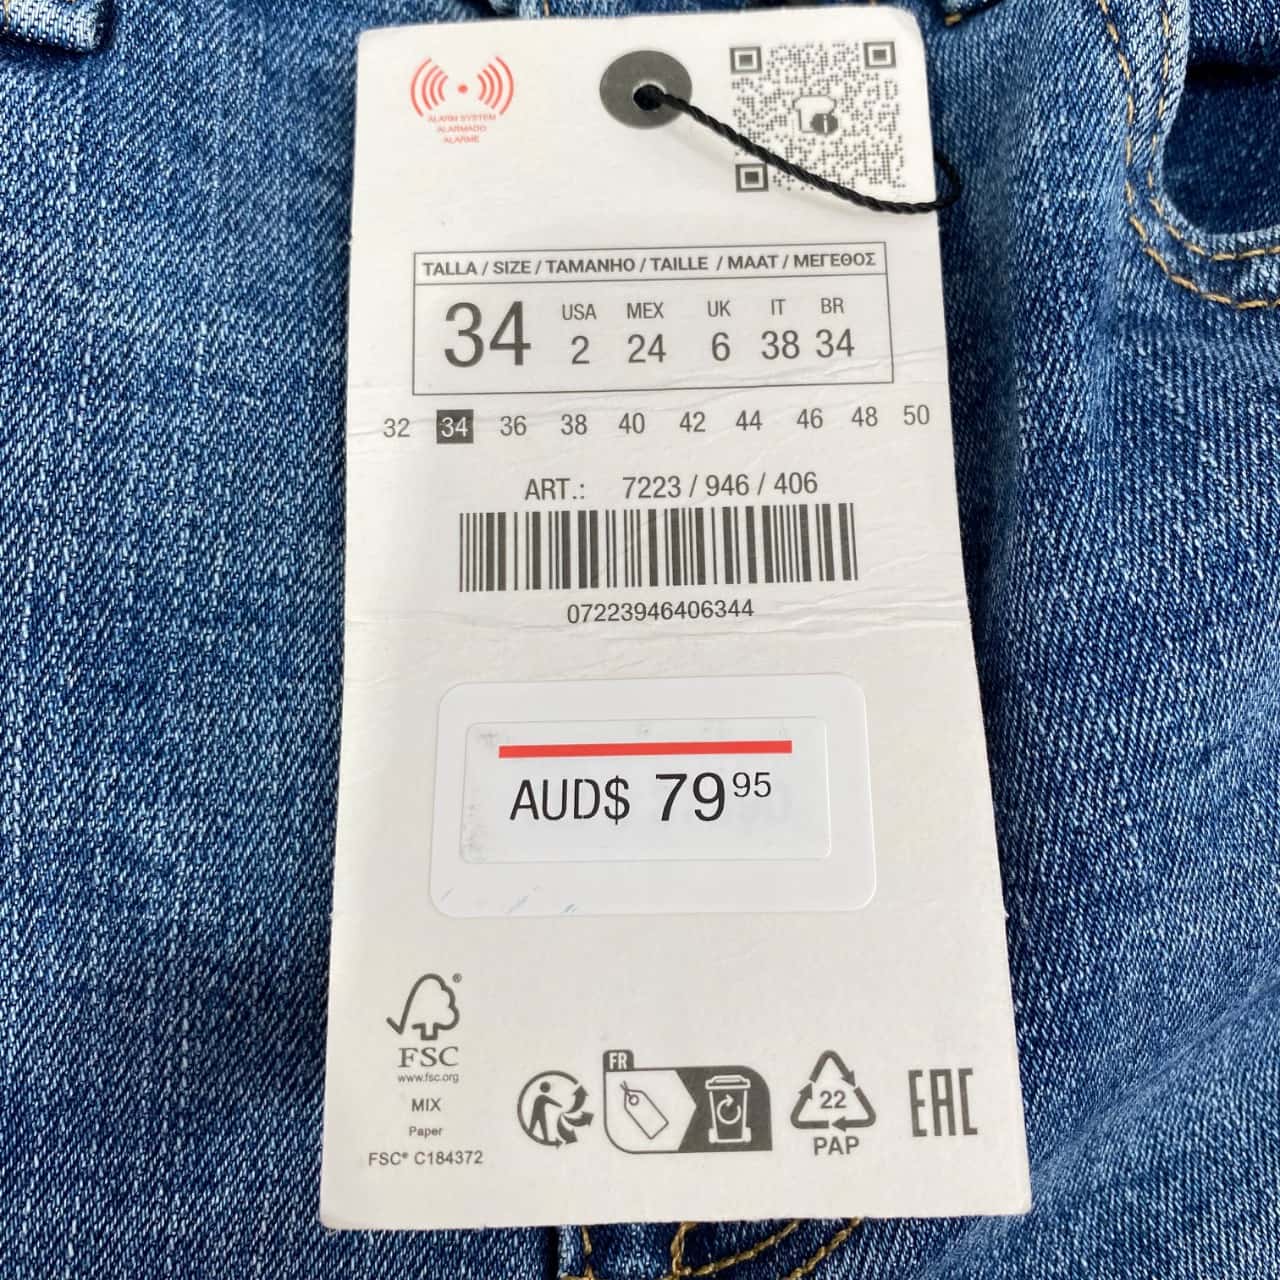 ALARM SYSTEM
ALARMADO
ALARME
TALLA / SIZE / TAMANHO / TAILLE / MAAT / ΜΕΓΕΘΟΣ
34 USA MEX UK IT BR
2 24 6 38 34
32 34 36 38 40 42 44 46 48 50
ART.: 7223 / 946 / 406
07223946406344
AUD$ 79 95
FSC®
www.fsc.org
MIX
Paper
FSC® C184372
FR
22
PAP
EAC